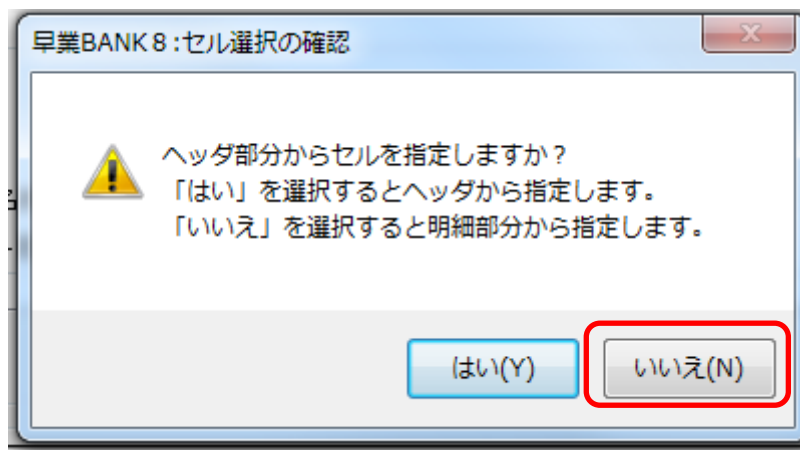 早業BANK８:セル選択の確認
ヘッダ部分からセルを指定しますか？
「はい」を選択するとヘッダから指定します。
「いいえ」を選択すると明細部分から指定します。
はい(Y)
いいえ(N)